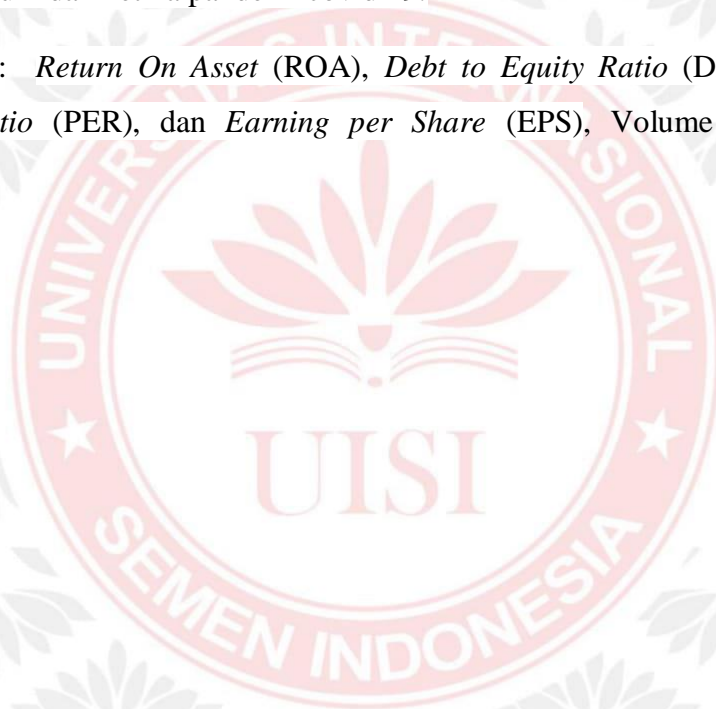 : Return On Asset (ROA), Debt to Equity Ratio (D
tio (PER), dan Earning per Share (EPS), Volume
UNIVERSITAS INTERNASIONAL
UISI
SEMEN INDONESIA